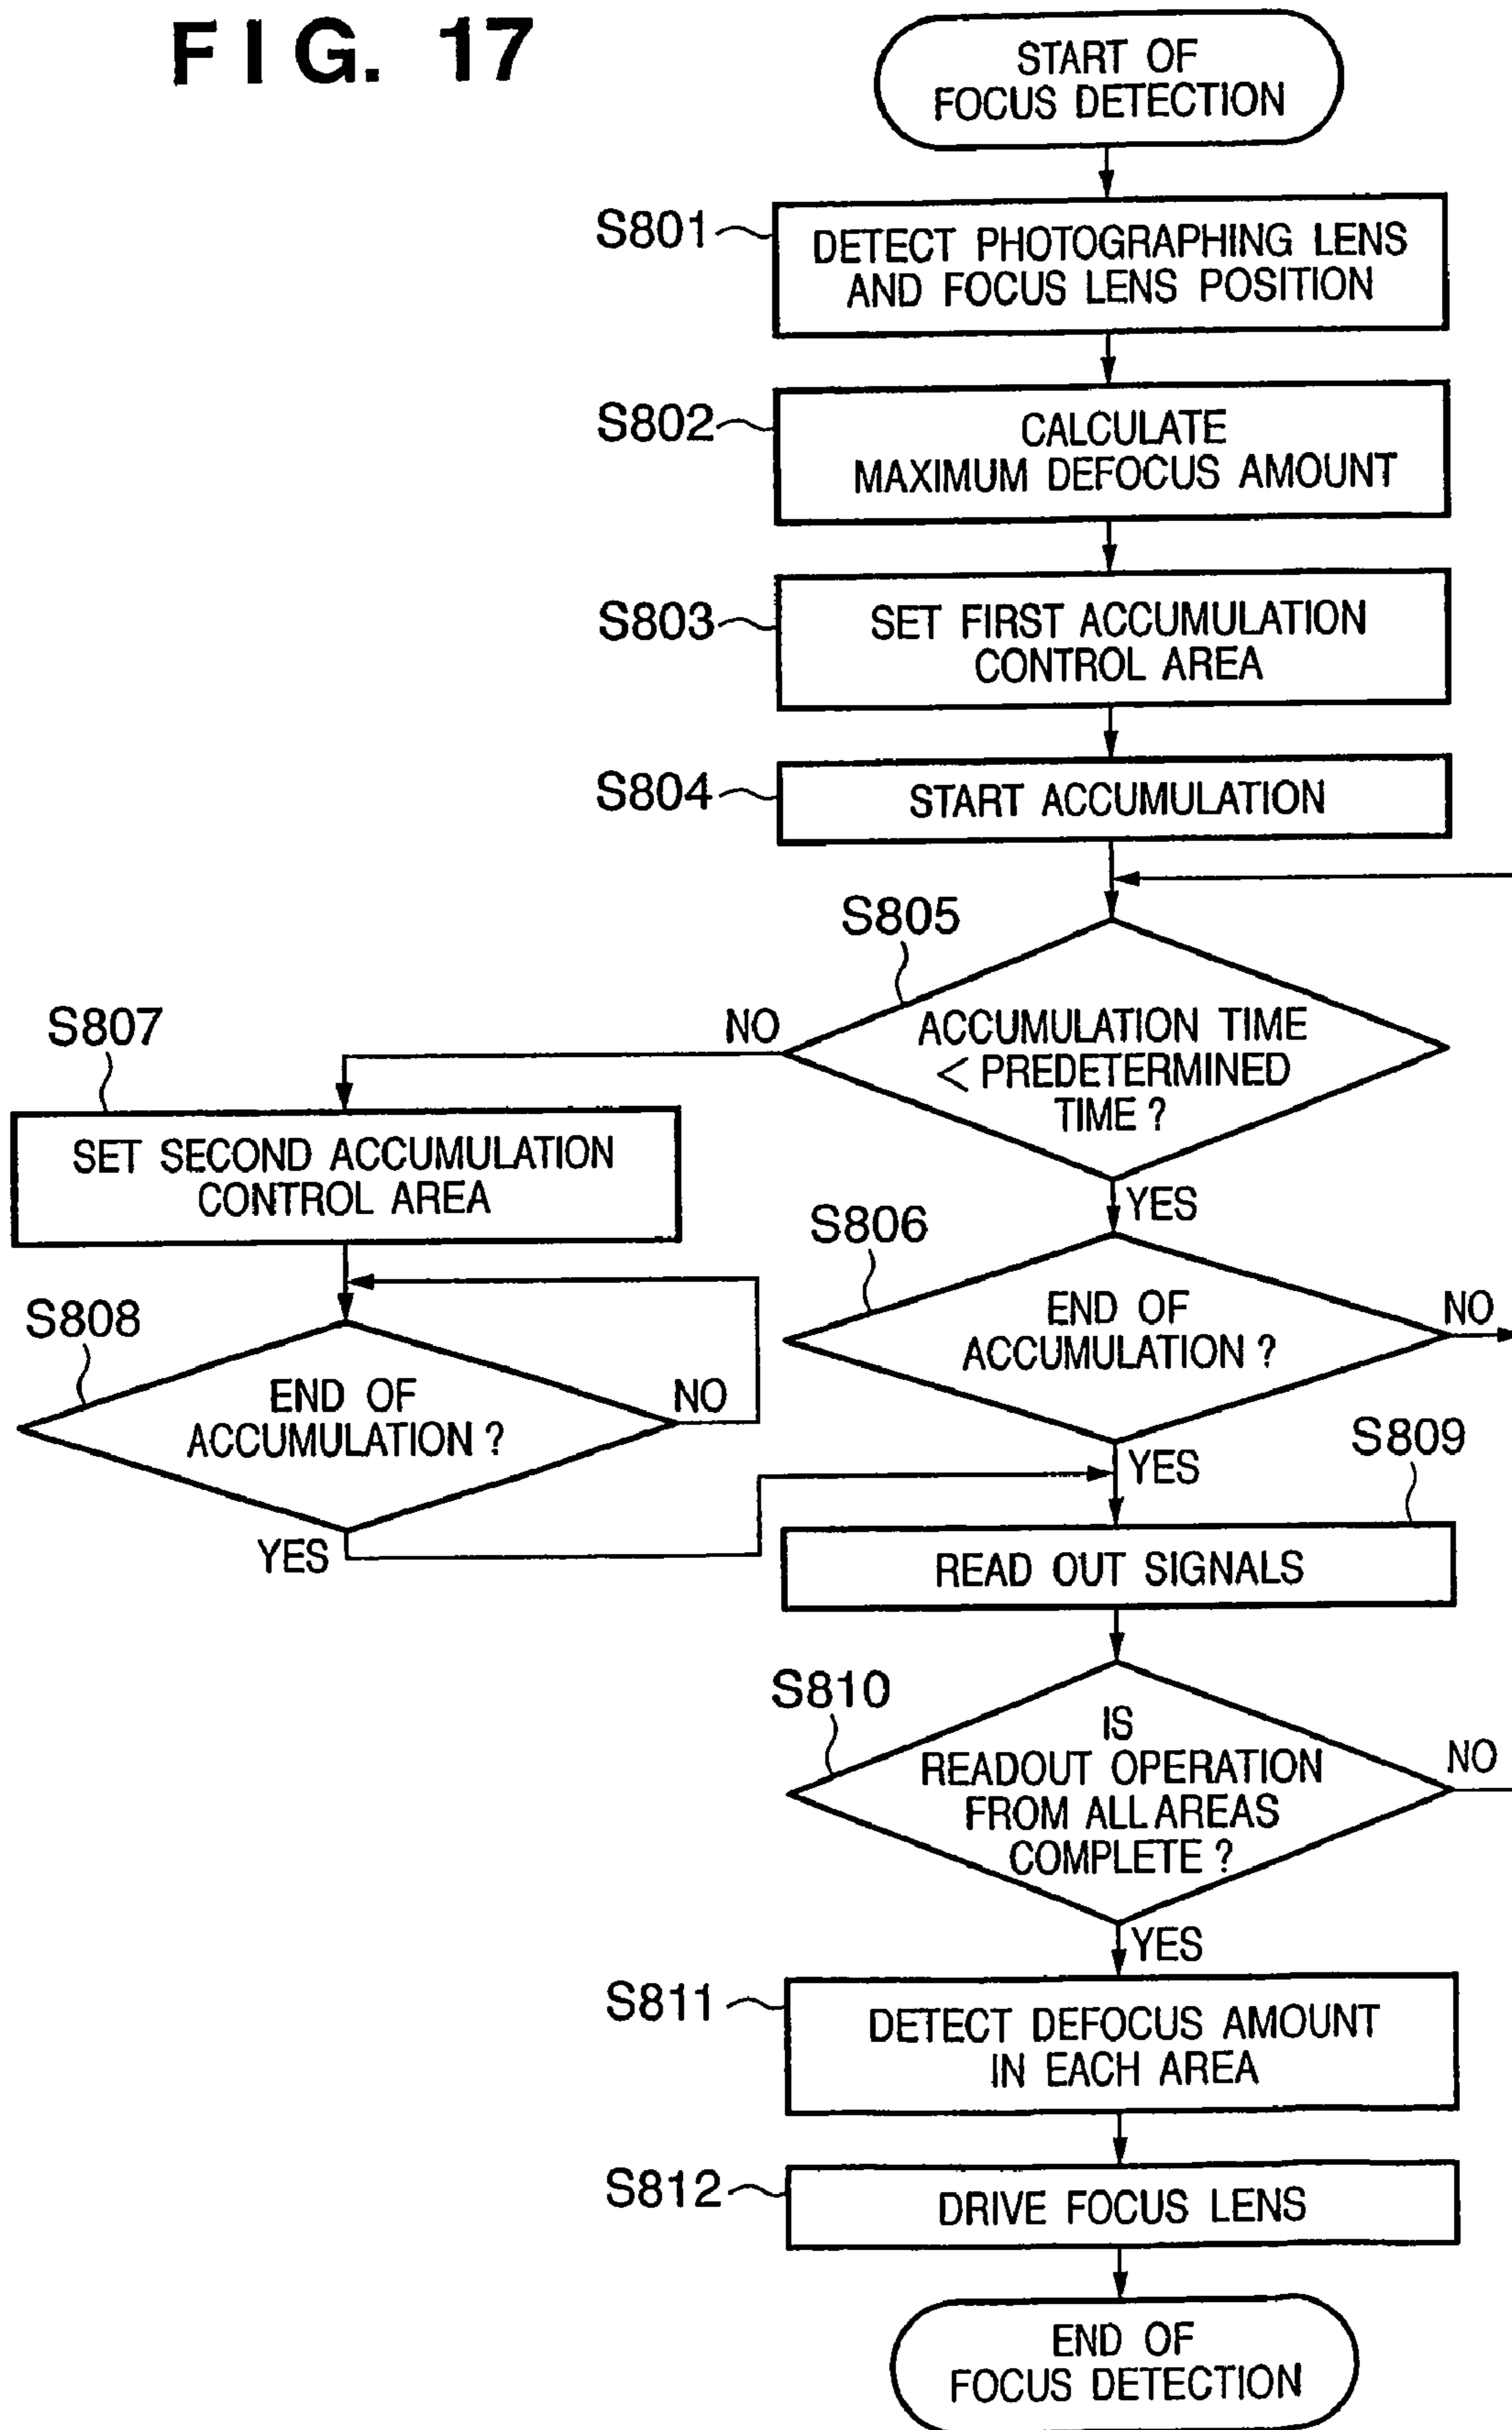 FIG. 17
START OF
FOCUS DETECTION
S801
DETECT PHOTOGRAPHING LENS
AND FOCUS LENS POSITION
S802
CALCULATE
MAXIMUM DEFOCUS AMOUNT
S803
SET FIRST ACCUMULATION
CONTROL AREA
S804
START ACCUMULATION
S805
ACCUMULATION TIME
< PREDETERMINED
TIME ?
NO
YES
S807
SET SECOND ACCUMULATION
CONTROL AREA
S806
END OF
ACCUMULATION ?
NO
YES
S808
END OF
ACCUMULATION ?
NO
YES
S809
READ OUT SIGNALS
S810
IS
READOUT OPERATION
FROM ALL AREAS
COMPLETE ?
NO
YES
S811
DETECT DEFOCUS AMOUNT
IN EACH AREA
S812
DRIVE FOCUS LENS
END OF
FOCUS DETECTION